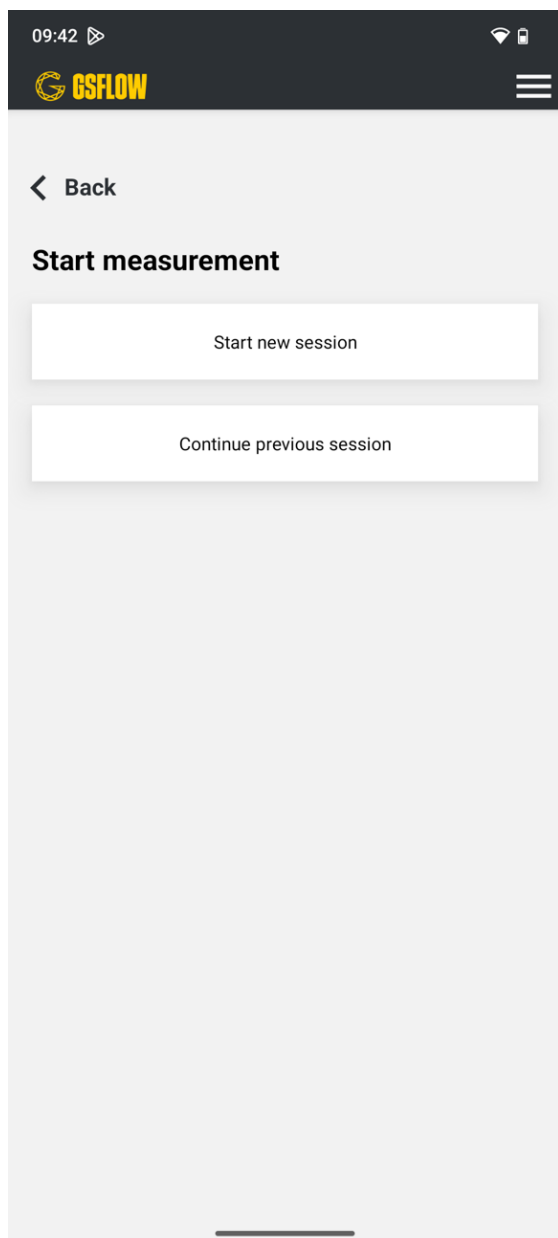 09:42
GSFLOW
Back
Start measurement
Start new session
Continue previous session